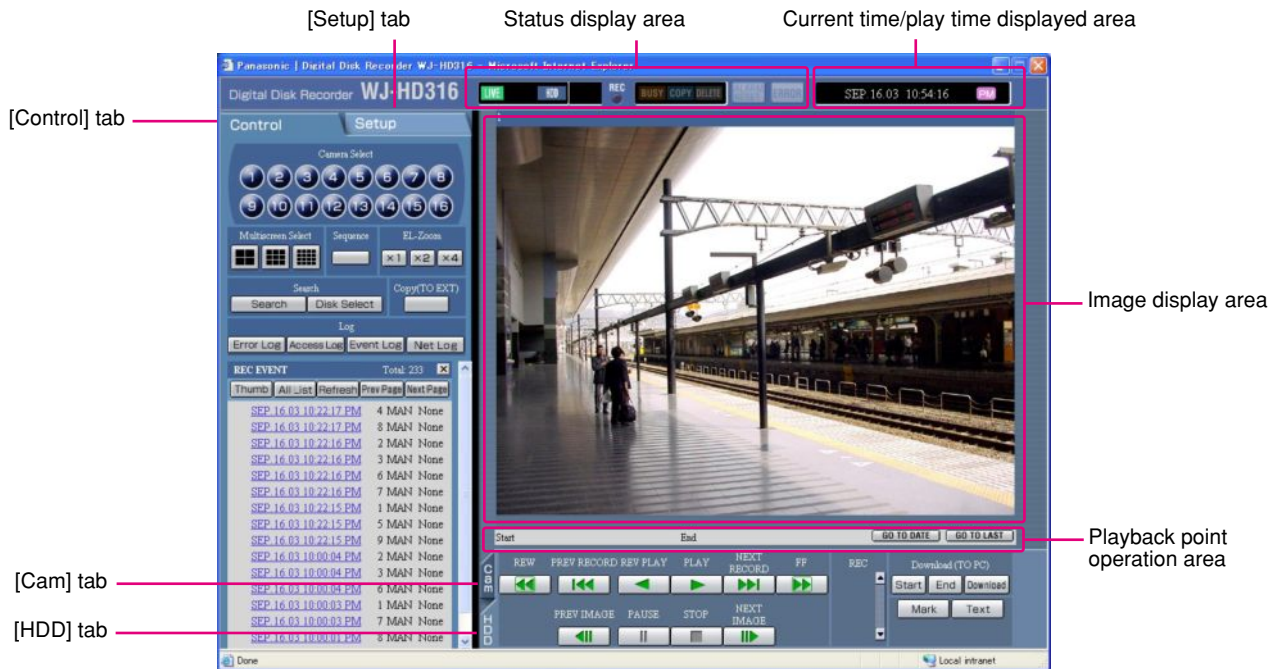 [Setup] tab
Status display area
Current time/play time displayed area
Panasonic | Digital Disk Recorder WJ-HD316 - Microsoft Internet Explorer
Digital Disk Recorder WJ-HD316
LIVE HDD REC BUSY COPY DELETE ERROR
SEP.16.03 10:54:16 PM
[Control] tab
Control Setup
Camera Select
1 2 3 4 5 6 7 8
9 10 11 12 13 14 15 16
Multiscreen Select Sequence EL-Zoom
×1 ×2 ×4
Search Copy(TO EXT)
Search Disk Select
Log
Error Log Access Log Event Log Net Log
REC EVENT Total: 233
Thumb All List Refresh Prev Page Next Page
SEP.16.03 10:22:17 PM 4 MAN None
SEP.16.03 10:22:17 PM 8 MAN None
SEP.16.03 10:22:16 PM 2 MAN None
SEP.16.03 10:22:16 PM 3 MAN None
SEP.16.03 10:22:16 PM 6 MAN None
SEP.16.03 10:22:16 PM 7 MAN None
SEP.16.03 10:22:15 PM 1 MAN None
SEP.16.03 10:22:15 PM 5 MAN None
SEP.16.03 10:22:15 PM 9 MAN None
SEP.16.03 10:00:04 PM 2 MAN None
SEP.16.03 10:00:04 PM 3 MAN None
SEP.16.03 10:00:04 PM 6 MAN None
SEP.16.03 10:00:03 PM 1 MAN None
SEP.16.03 10:00:03 PM 7 MAN None
SEP.16.03 10:00:01 PM 8 MAN None
Image display area
Start End GO TO DATE GO TO LAST
Playback point
operation area
[Cam] tab
[HDD] tab
Cam
HDD
REW PREV RECORD REV PLAY PLAY NEXT RECORD FF REC
PREV IMAGE PAUSE STOP NEXT IMAGE
Download (TO PC)
Start End Download
Mark Text
Done
Local intranet